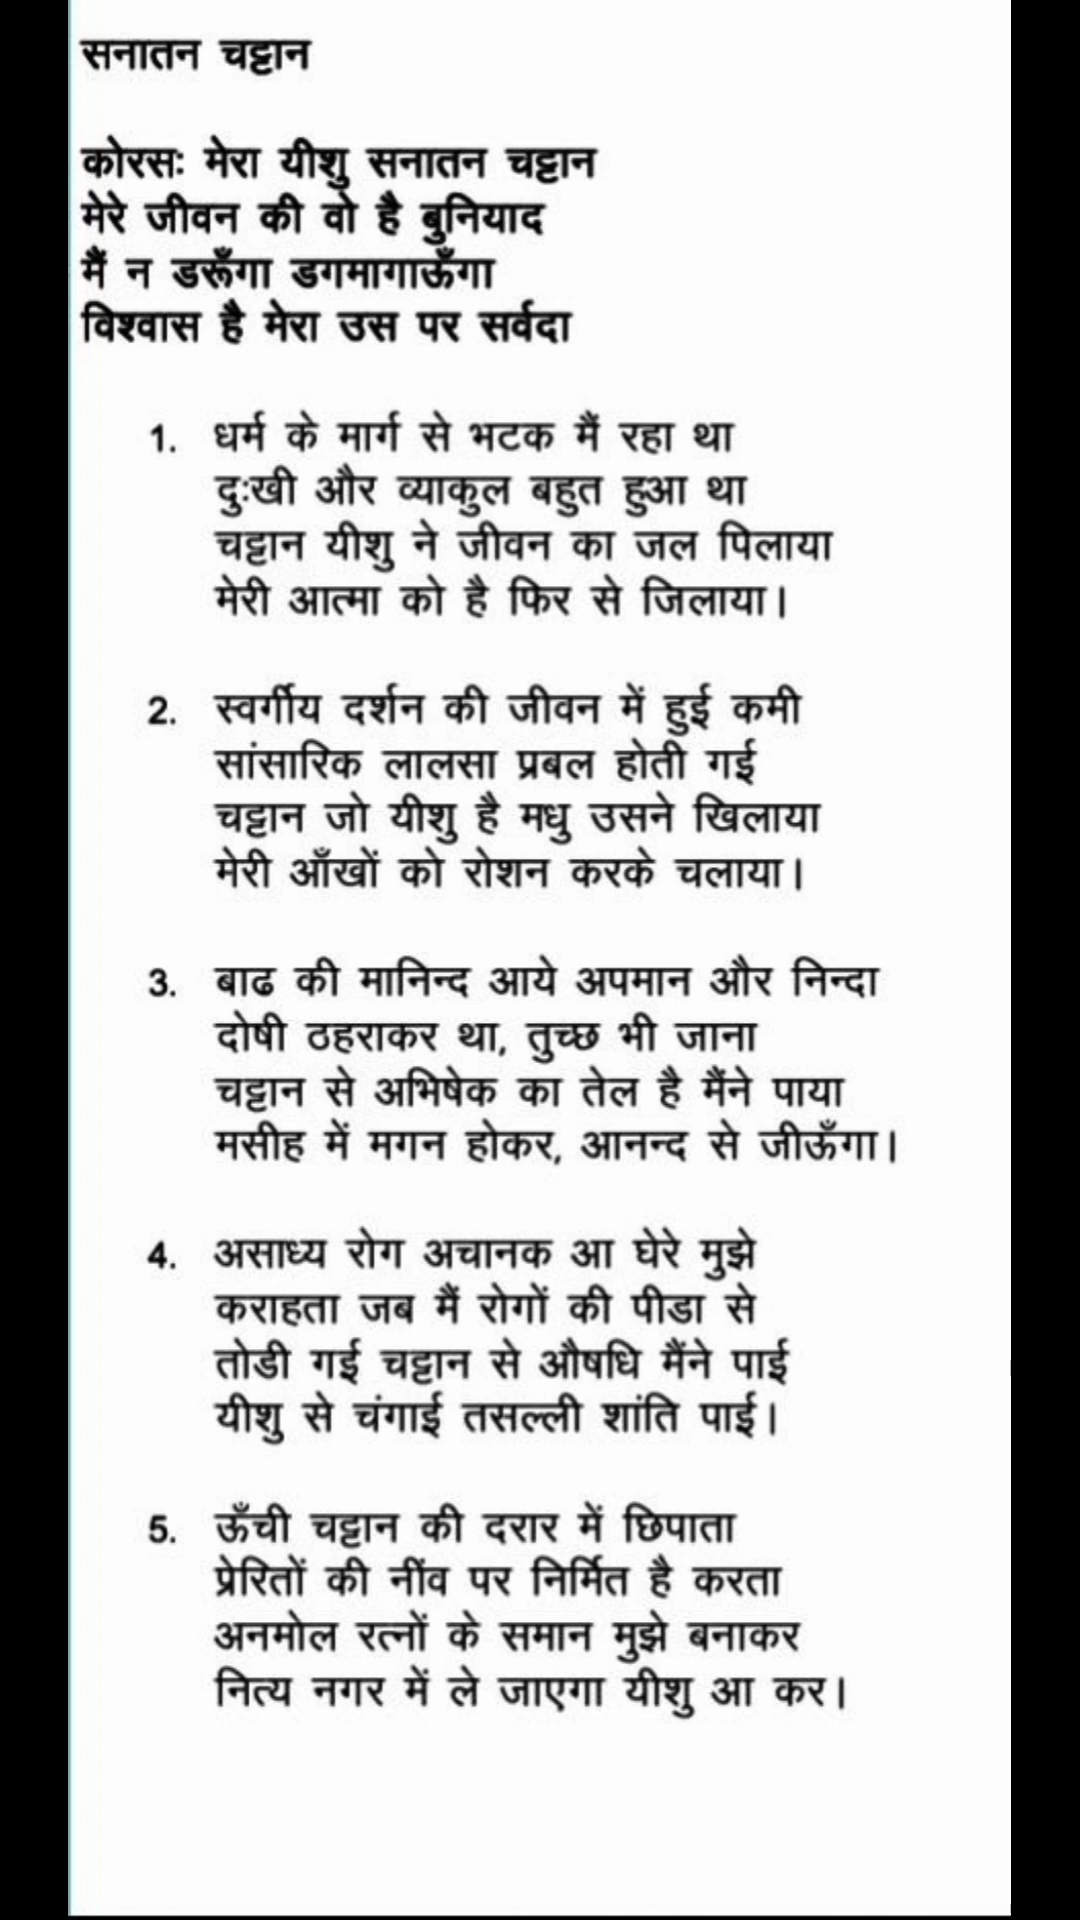 सनातन चट्टान
कोरसः मेरा यीशु सनातन चट्टान
मेरे जीवन की वो है बुनियाद
मैं न डरूँगा डगमागाऊँगा
विश्वास है मेरा उस पर सर्वदा
1. धर्म के मार्ग से भटक मैं रहा था
दुःखी और व्याकुल बहुत हुआ था
चट्टान यीशु ने जीवन का जल पिलाया
मेरी आत्मा को है फिर से जिलाया।
2. स्वर्गीय दर्शन की जीवन में हुई कमी
सांसारिक लालसा प्रबल होती गई
चट्टान जो यीशु है मधु उसने खिलाया
मेरी आँखों को रोशन करके चलाया।
3. बाढ की मानिन्द आये अपमान और निन्दा
दोषी ठहराकर था, तुच्छ भी जाना
चट्टान से अभिषेक का तेल है मैंने पाया
मसीह में मगन होकर, आनन्द से जीऊँगा।
4. असाध्य रोग अचानक आ घेरे मुझे
कराहता जब मैं रोगों की पीडा से
तोडी गई चट्टान से औषधि मैंने पाई
यीशु से चंगाई तसल्ली शांति पाई।
5. ऊँची चट्टान की दरार में छिपाता
प्रेरितों की नींव पर निर्मित है करता
अनमोल रत्नों के समान मुझे बनाकर
नित्य नगर में ले जाएगा यीशु आ कर।